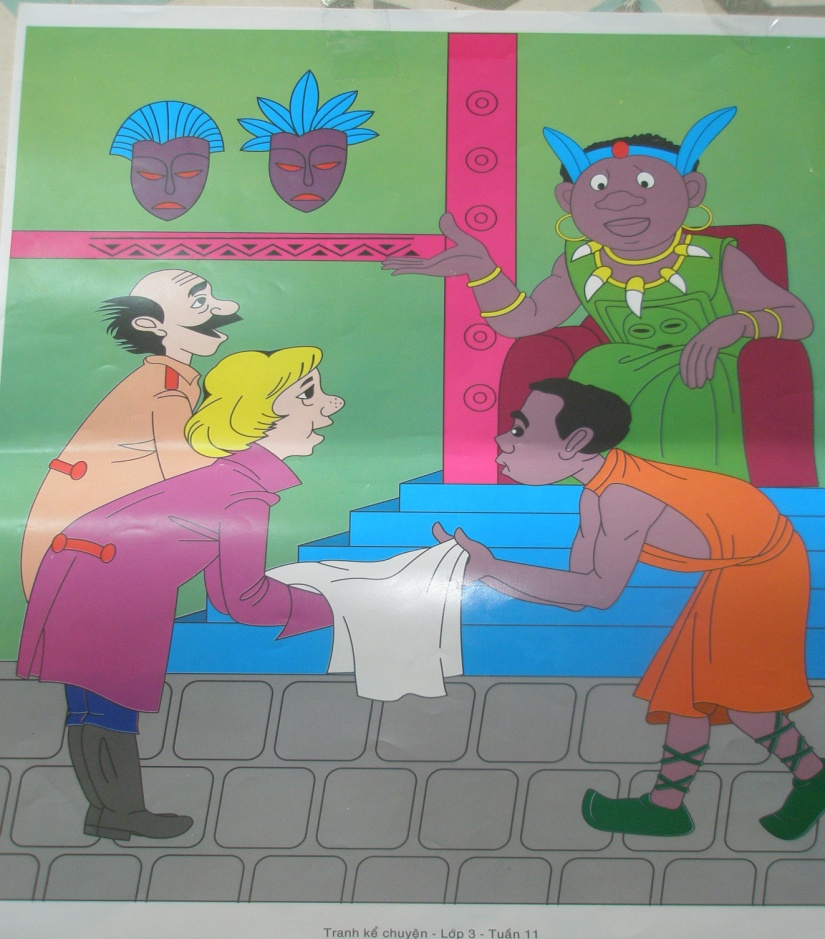 Tranh kể chuyện - Lớp 3 - Tuần 11